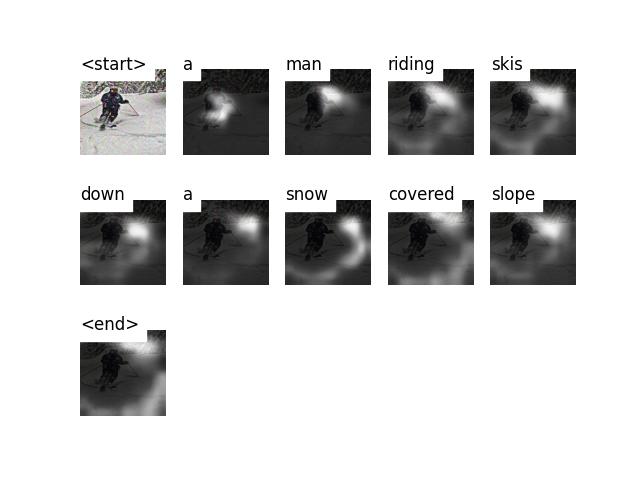 <start> a man riding skis
down a snow covered slope
<end>